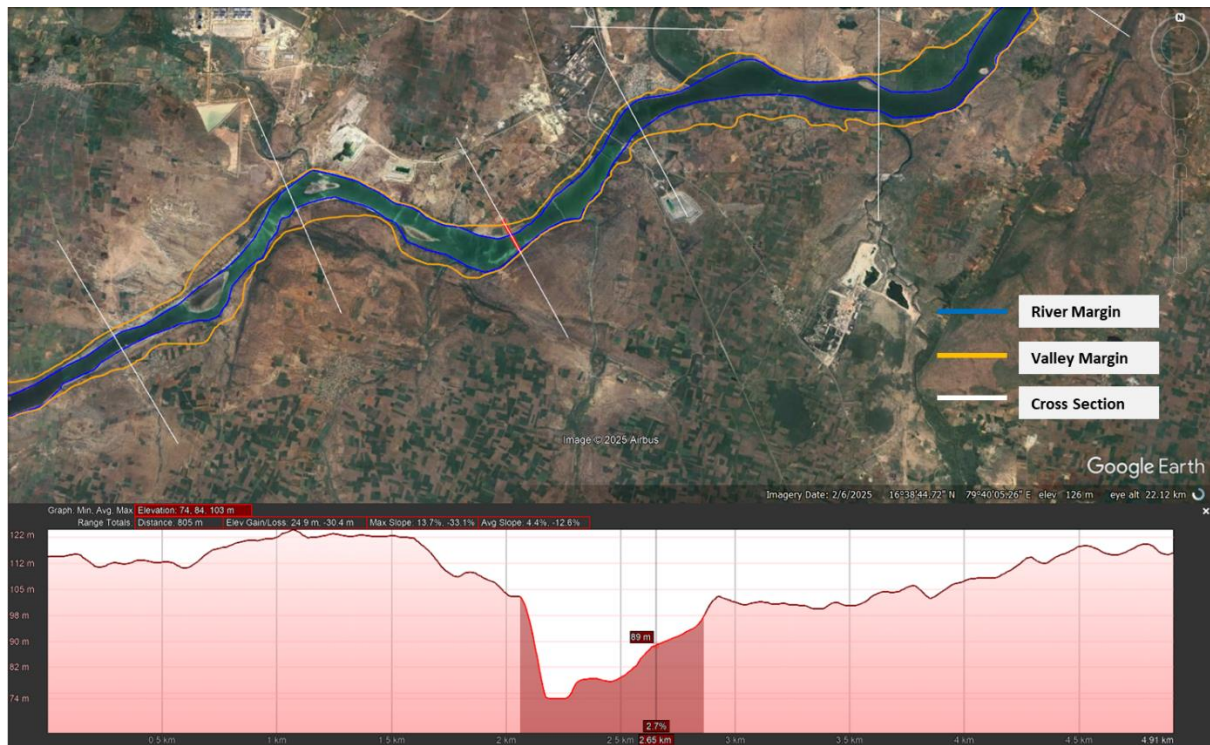 N
River Margin
Valley Margin
Cross Section
Image © 2025 Airbus
Google Earth
Imagery Date: 2/6/2025 16°38'44.72" N 79°40'05.26" E elev 126 m eye alt 22.12 km
Graph: Min, Avg, Max Elevation: 74, 84, 103 m
Range Totals: Distance: 805 m Elev Gain/Loss: 24.9 m, -30.4 m Max Slope: 13.7%, -33.1% Avg Slope: 4.4%, -12.6%
122 m
112 m
105 m
98 m
90 m
82 m
74 m
89 m
2.7%
0.5 km 1 km 1.5 km 2 km 2.5 km 2.65 km 3 km 3.5 km 4 km 4.5 km 4.91 km